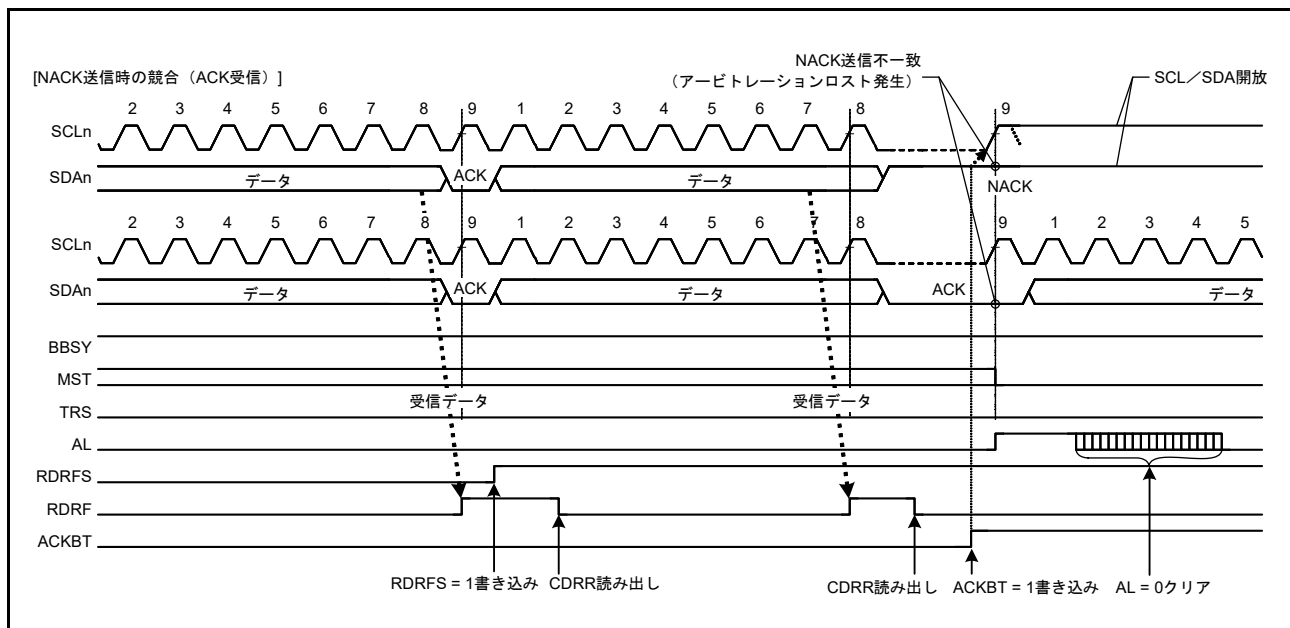 [NACK送信時の競合（ACK受信）]
NACK送信不一致
（アービトレーションロスト発生）
SCL／SDA開放
2 3 4 5 6 7 8 9 1 2 3 4 5 6 7 8 9
SCLn
SDAn
データ ACK データ NACK
2 3 4 5 6 7 8 9 1 2 3 4 5 6 7 8 9 1 2 3 4 5
SCLn
SDAn
データ ACK データ ACK データ
BBSY
MST
受信データ 受信データ
TRS
AL
RDRFS
RDRF
ACKBT
RDRFS = 1書き込み CDRR読み出し CDRR読み出し ACKBT = 1書き込み AL = 0クリア